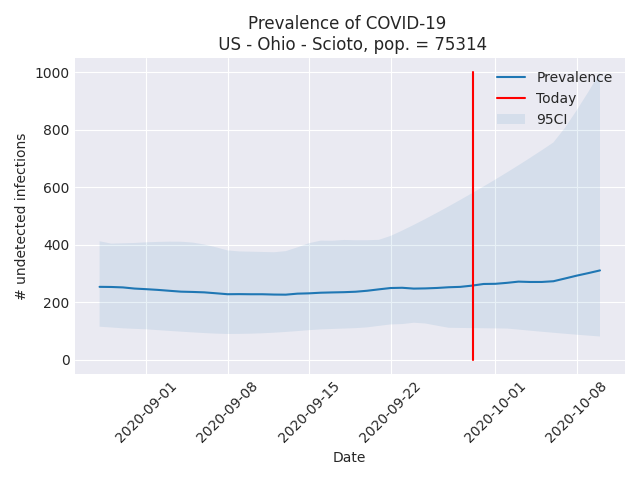 Prevalence of COVID-19
US - Ohio - Scioto, pop. = 75314
Prevalence
Today
95CI
# undetected infections
1000
800
600
400
200
0
2020-09-01
2020-09-08
2020-09-15
2020-09-22
2020-10-01
2020-10-08
Date